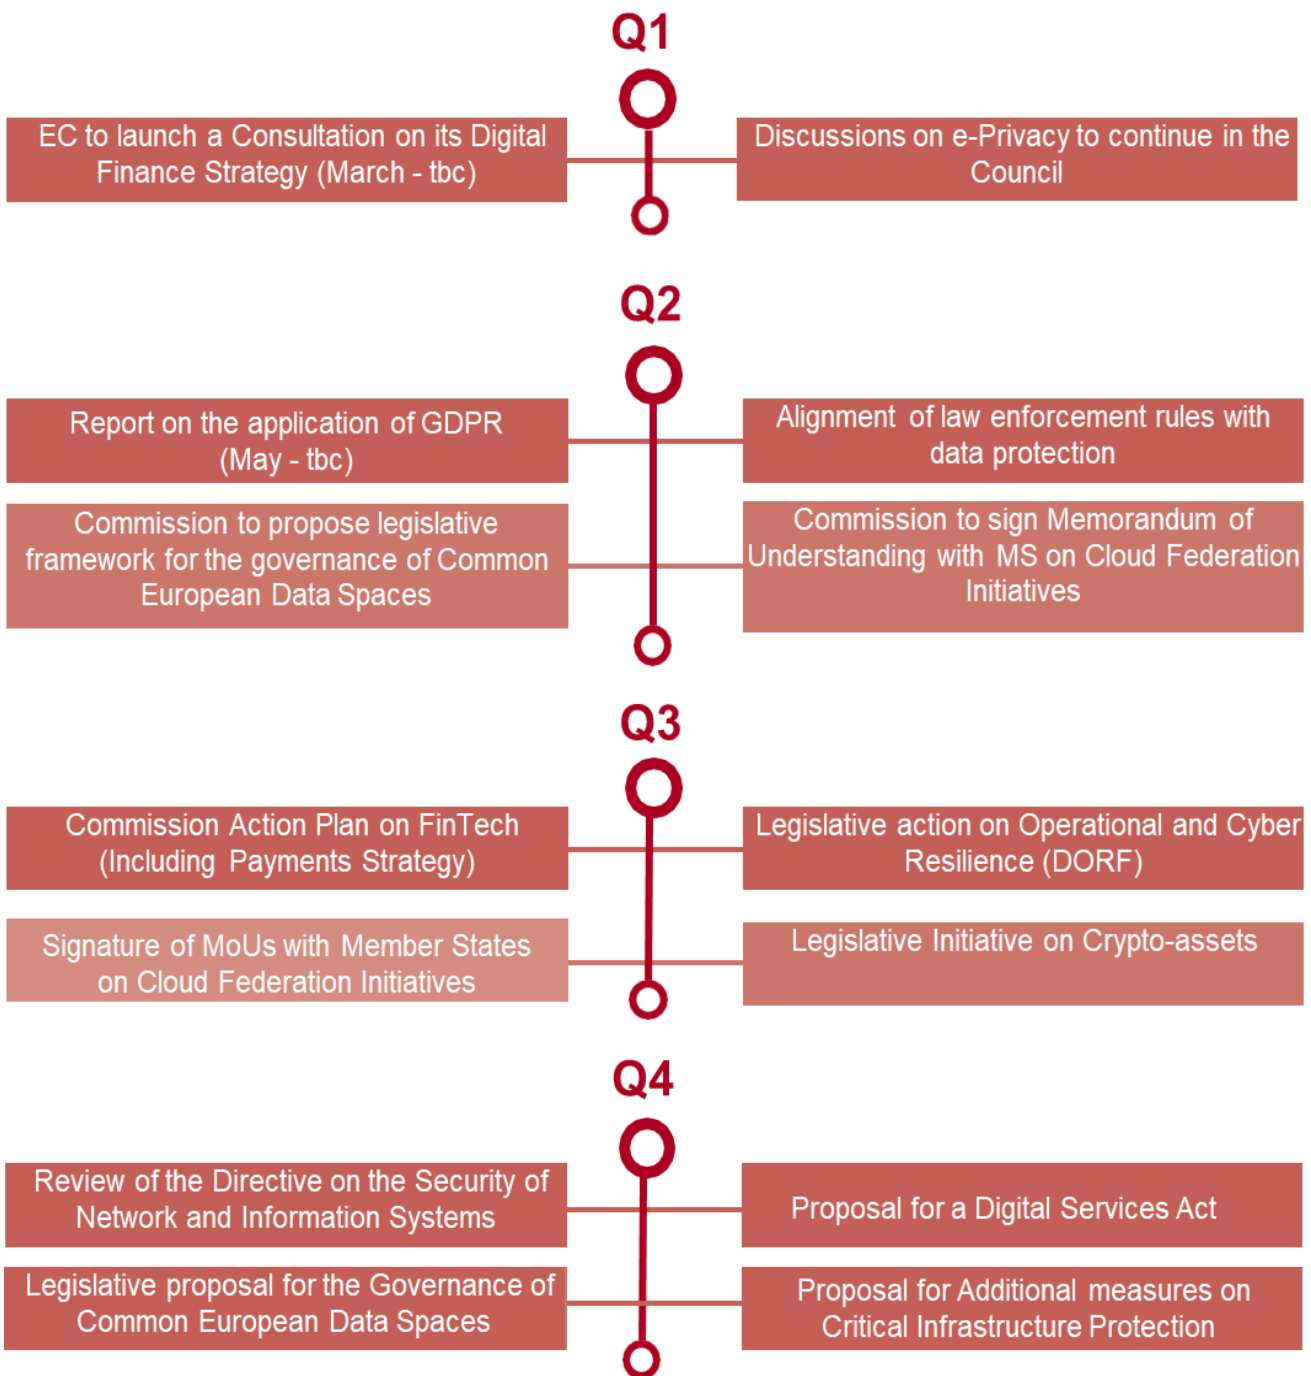 Q1
EC to launch a Consultation on its Digital
Finance Strategy (March - tbc)
Discussions on e-Privacy to continue in the
Council
Q2
Report on the application of GDPR
(May - tbc)
Alignment of law enforcement rules with
data protection
Commission to propose legislative
framework for the governance of Common
European Data Spaces
Commission to sign Memorandum of
Understanding with MS on Cloud Federation
Initiatives
Q3
Commission Action Plan on FinTech
(Including Payments Strategy)
Legislative action on Operational and Cyber
Resilience (DORF)
Signature of MoUs with Member States
on Cloud Federation Initiatives
Legislative Initiative on Crypto-assets
Q4
Review of the Directive on the Security of
Network and Information Systems
Proposal for a Digital Services Act
Legislative proposal for the Governance of
Common European Data Spaces
Proposal for Additional measures on
Critical Infrastructure Protection